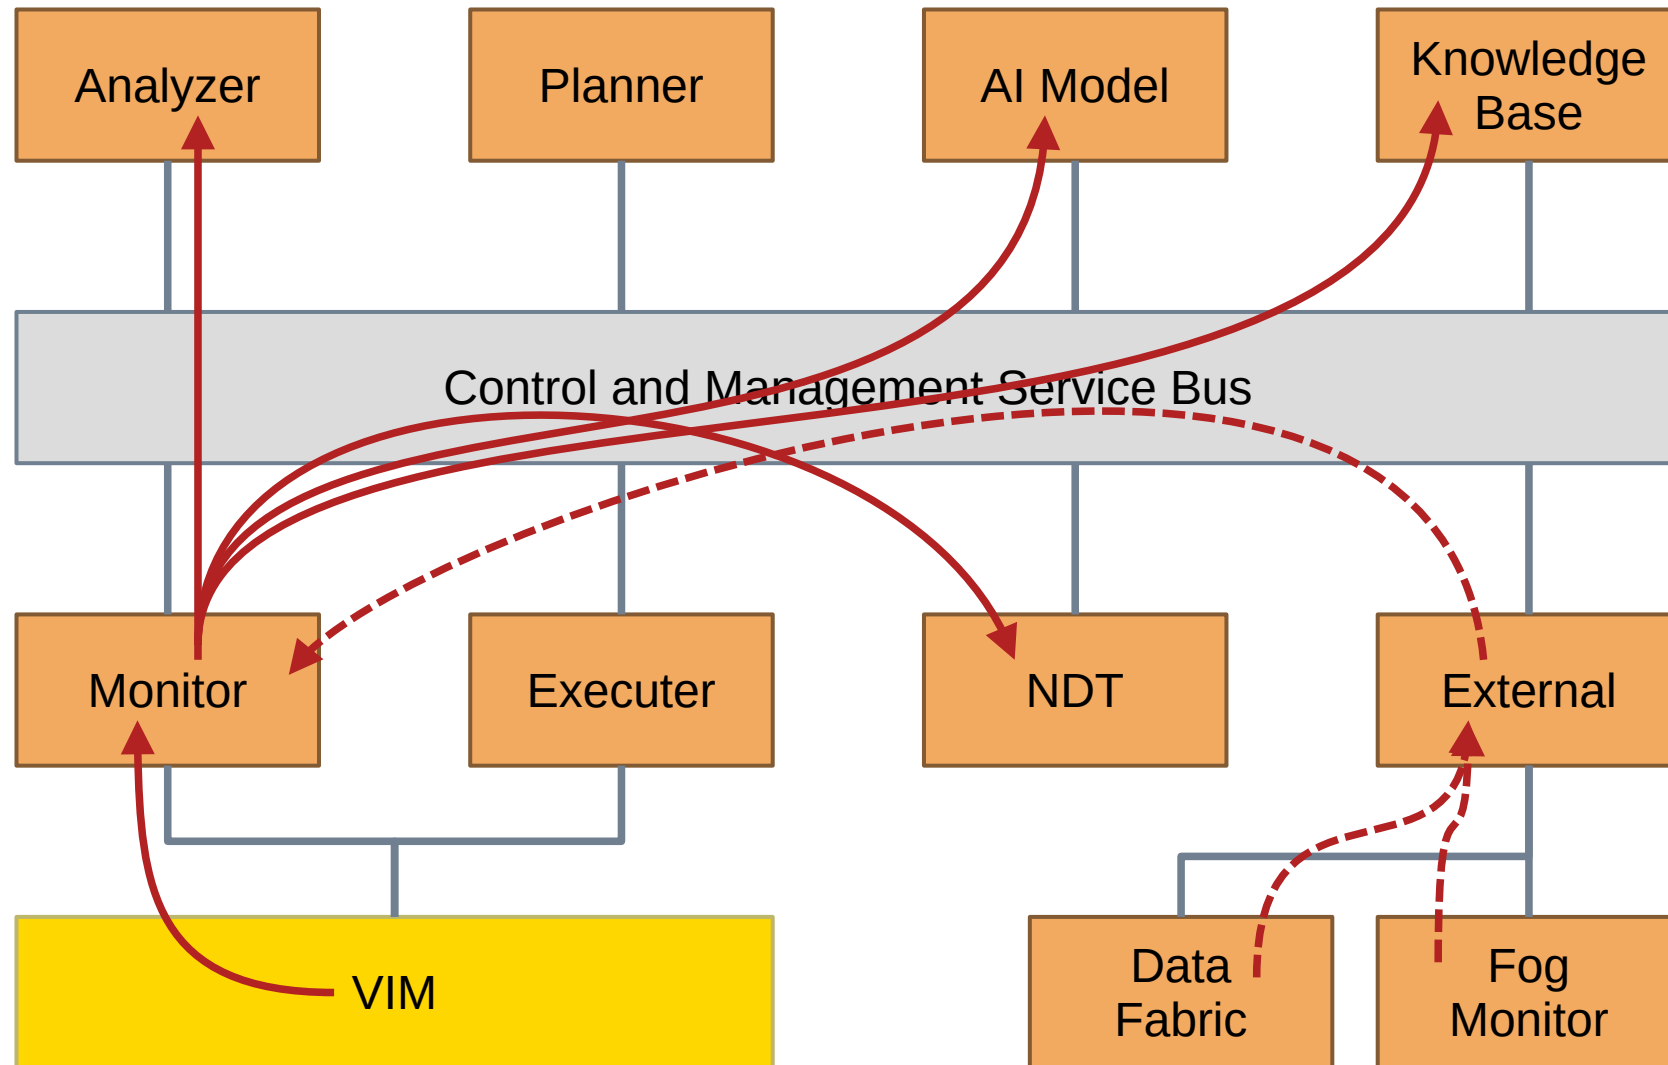 Analyzer
Planner
AI Model
Knowledge
Base
Control and Management Service Bus
Monitor
Executer
NDT
External
VIM
Data
Fabric
Fog
Monitor